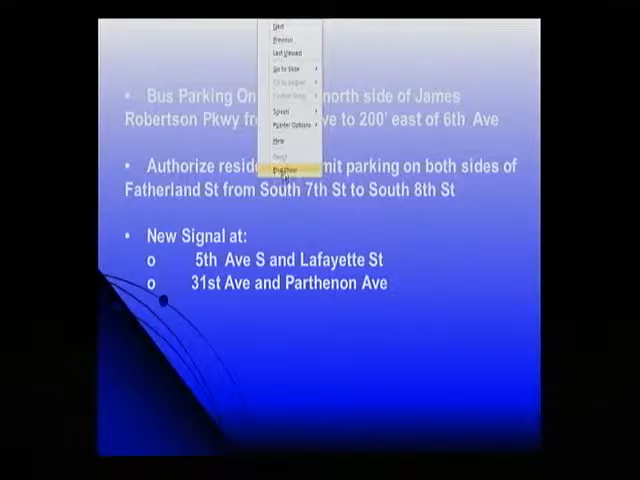 Next
Previous
Last Viewed
Go to Slide
Screen
Pointer Options
Help
Pause
End Show
• Bus Parking On north side of James
Robertson Pkwy ve to 200' east of 6th Ave
• Authorize resid mit parking on both sides of
Fatherland St from South 7th St to South 8th St
• New Signal at:
o 5th Ave S and Lafayette St
o 31st Ave and Parthenon Ave